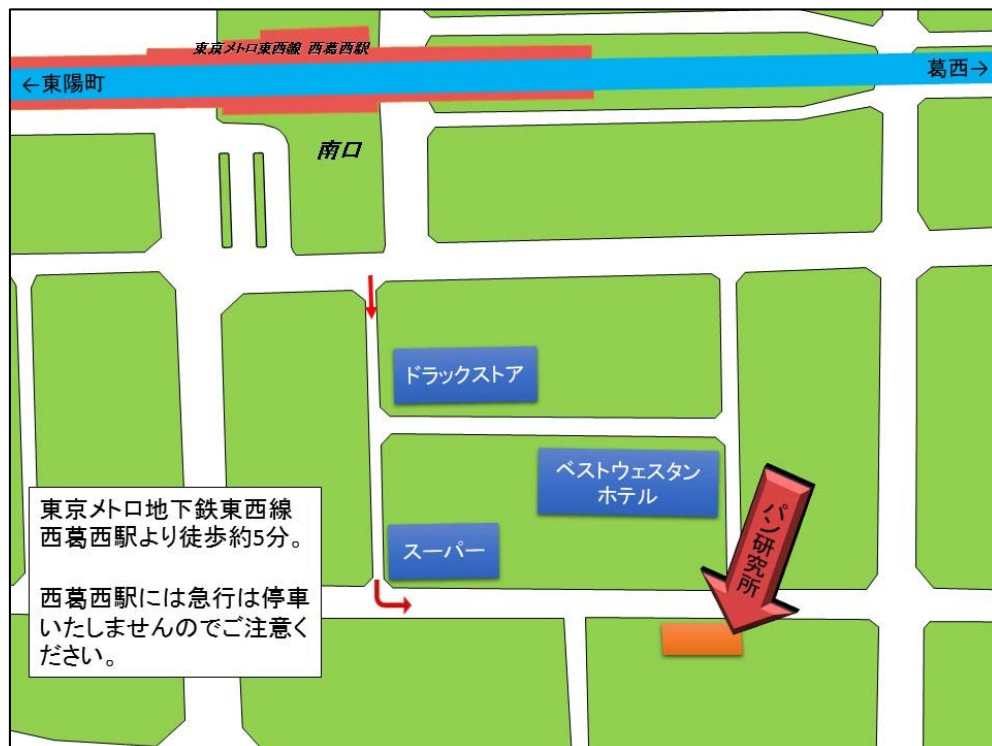 東京メトロ東西線 西葛西駅
←東陽町
葛西→
南口
ドラックストア
ベストウェスタン
ホテル
スーパー
パン研究所
東京メトロ地下鉄東西線
西葛西駅より徒歩約5分。
西葛西駅には急行は停車
いたしませんのでご注意く
ださい。